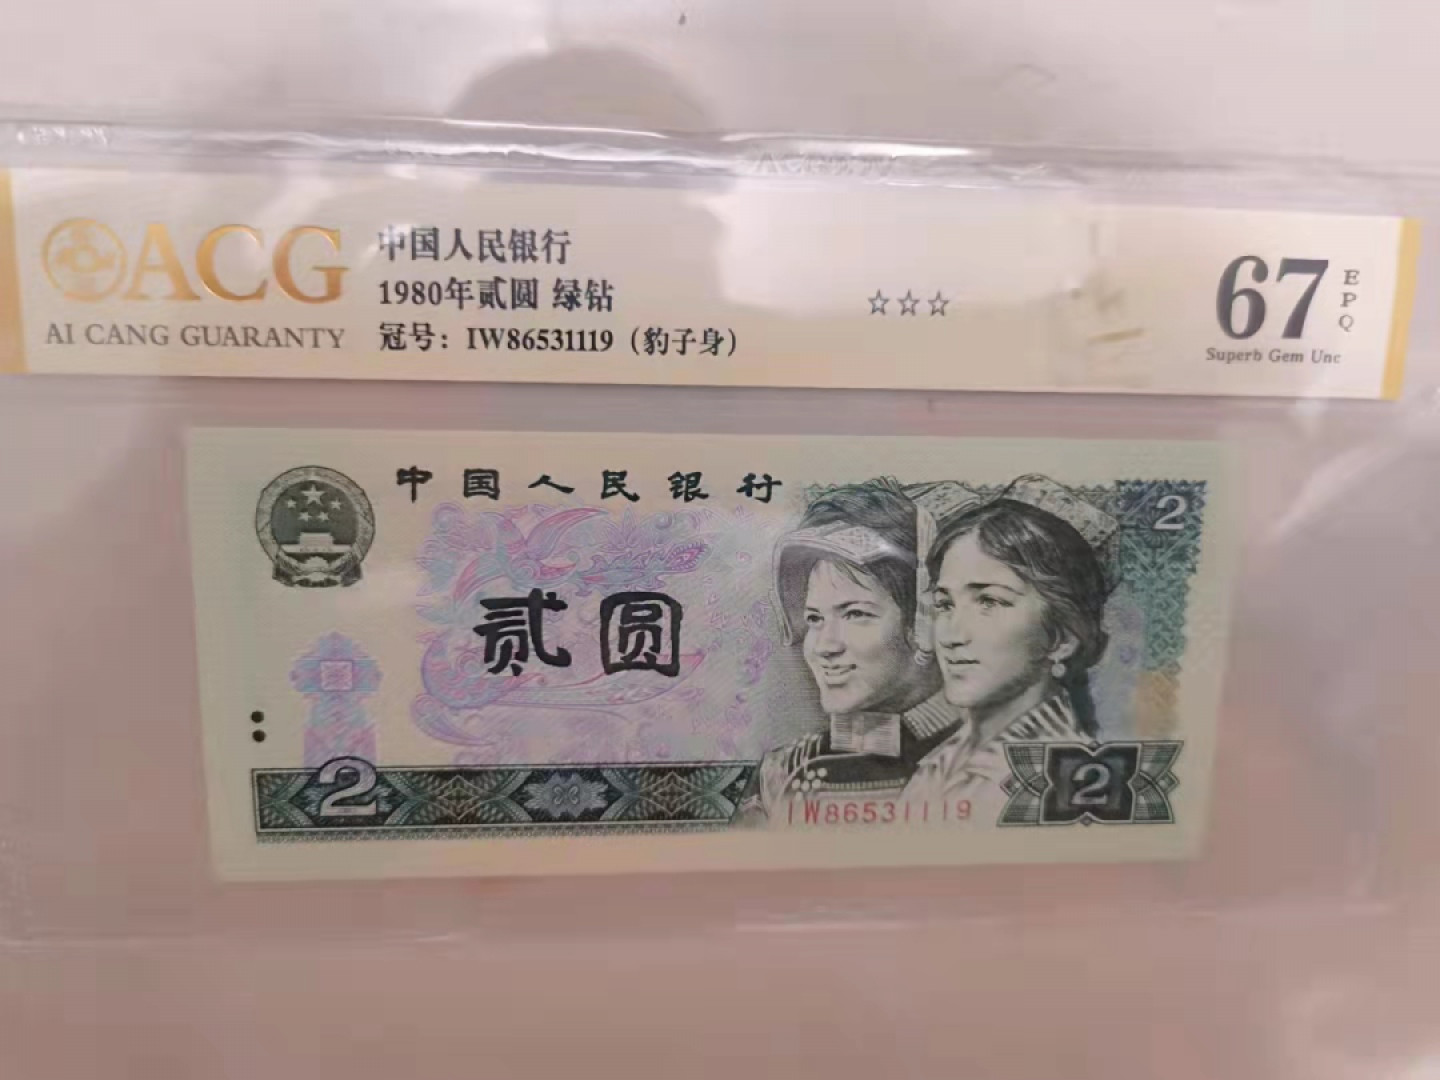 ACG
AI CANG GUARANTY
中国人民银行
1980年贰圆 绿钻
冠号：IW86531119（豹子身）
☆☆☆
67
EPQ
Superb Gem Unc
中国人民银行
2
贰圆
2
2
IW86531119